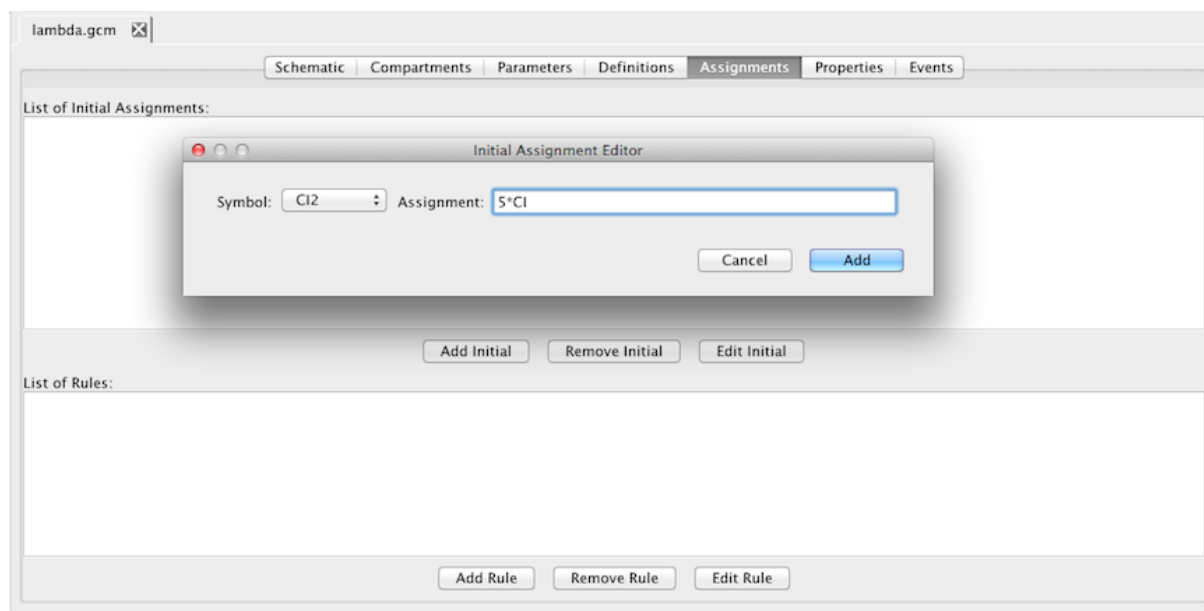 lambda.gcm
Schematic Compartments Parameters Definitions Assignments Properties Events
List of Initial Assignments:
Initial Assignment Editor
Symbol: CI2 Assignment: 5*CI
Cancel Add
Add Initial Remove Initial Edit Initial
List of Rules:
Add Rule Remove Rule Edit Rule